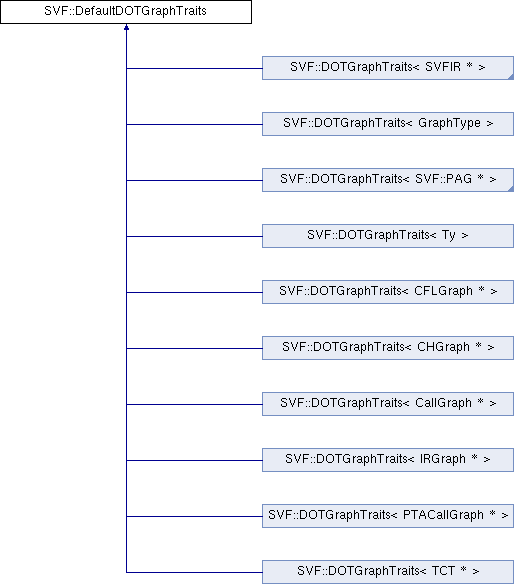 SVF::DefaultDOTGraphTraits
SVF::DOTGraphTraits< SVFIR * >
SVF::DOTGraphTraits< GraphType >
SVF::DOTGraphTraits< SVF::PAG * >
SVF::DOTGraphTraits< Ty >
SVF::DOTGraphTraits< CFLGraph * >
SVF::DOTGraphTraits< CHGraph * >
SVF::DOTGraphTraits< CallGraph * >
SVF::DOTGraphTraits< IRGraph * >
SVF::DOTGraphTraits< PTACallGraph * >
SVF::DOTGraphTraits< TCT * >